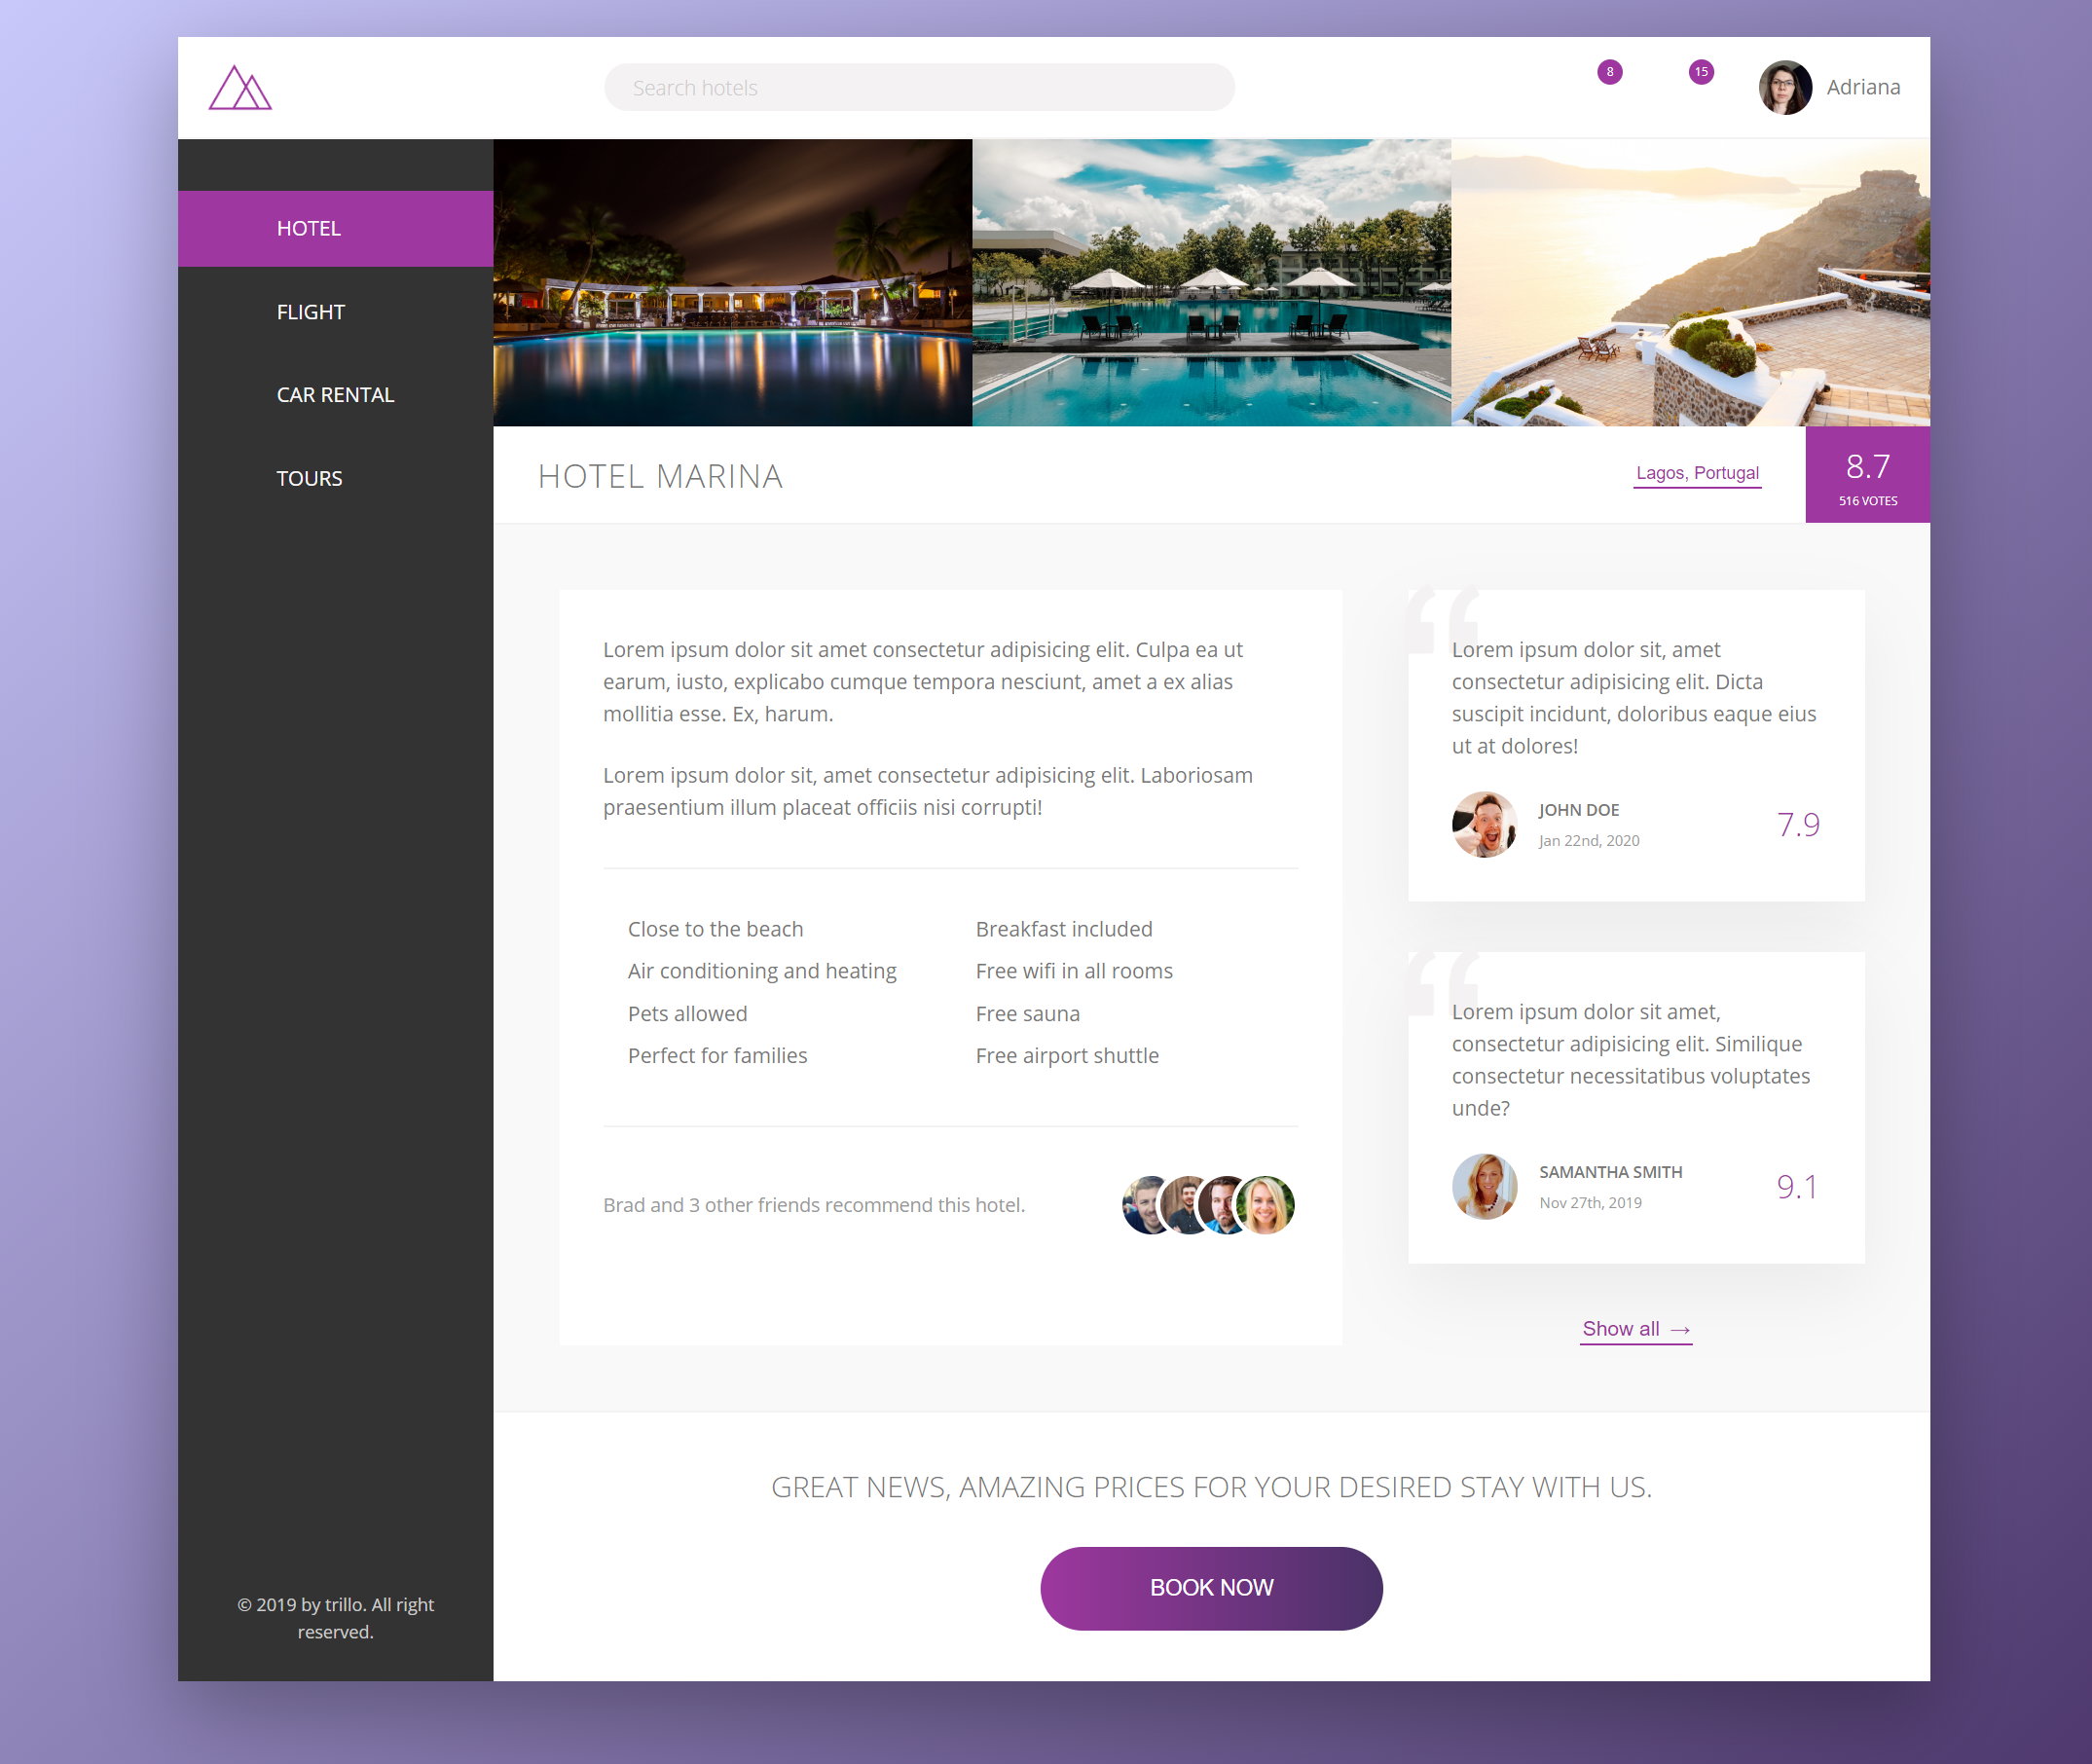 Search hotels
8
15
Adriana
HOTEL
FLIGHT
CAR RENTAL
TOURS
© 2019 by trillo. All right
reserved.
HOTEL MARINA
Lagos, Portugal
8.7
516 VOTES
Lorem ipsum dolor sit amet consectetur adipisicing elit. Culpa ea ut
earum, iusto, explicabo cumque tempora nesciunt, amet a ex alias
mollitia esse. Ex, harum.
Lorem ipsum dolor sit, amet consectetur adipisicing elit. Laboriosam
praesentium illum placeat officiis nisi corrupti!
Close to the beach
Breakfast included
Air conditioning and heating
Free wifi in all rooms
Pets allowed
Free sauna
Perfect for families
Free airport shuttle
Brad and 3 other friends recommend this hotel.
“
Lorem ipsum dolor sit, amet
consectetur adipisicing elit. Dicta
suscipit incidunt, doloribus eaque eius
ut at dolores!
JOHN DOE
Jan 22nd, 2020
7.9
“
Lorem ipsum dolor sit amet,
consectetur adipisicing elit. Similique
consectetur necessitatibus voluptates
unde?
SAMANTHA SMITH
Nov 27th, 2019
9.1
Show all →
GREAT NEWS, AMAZING PRICES FOR YOUR DESIRED STAY WITH US.
BOOK NOW